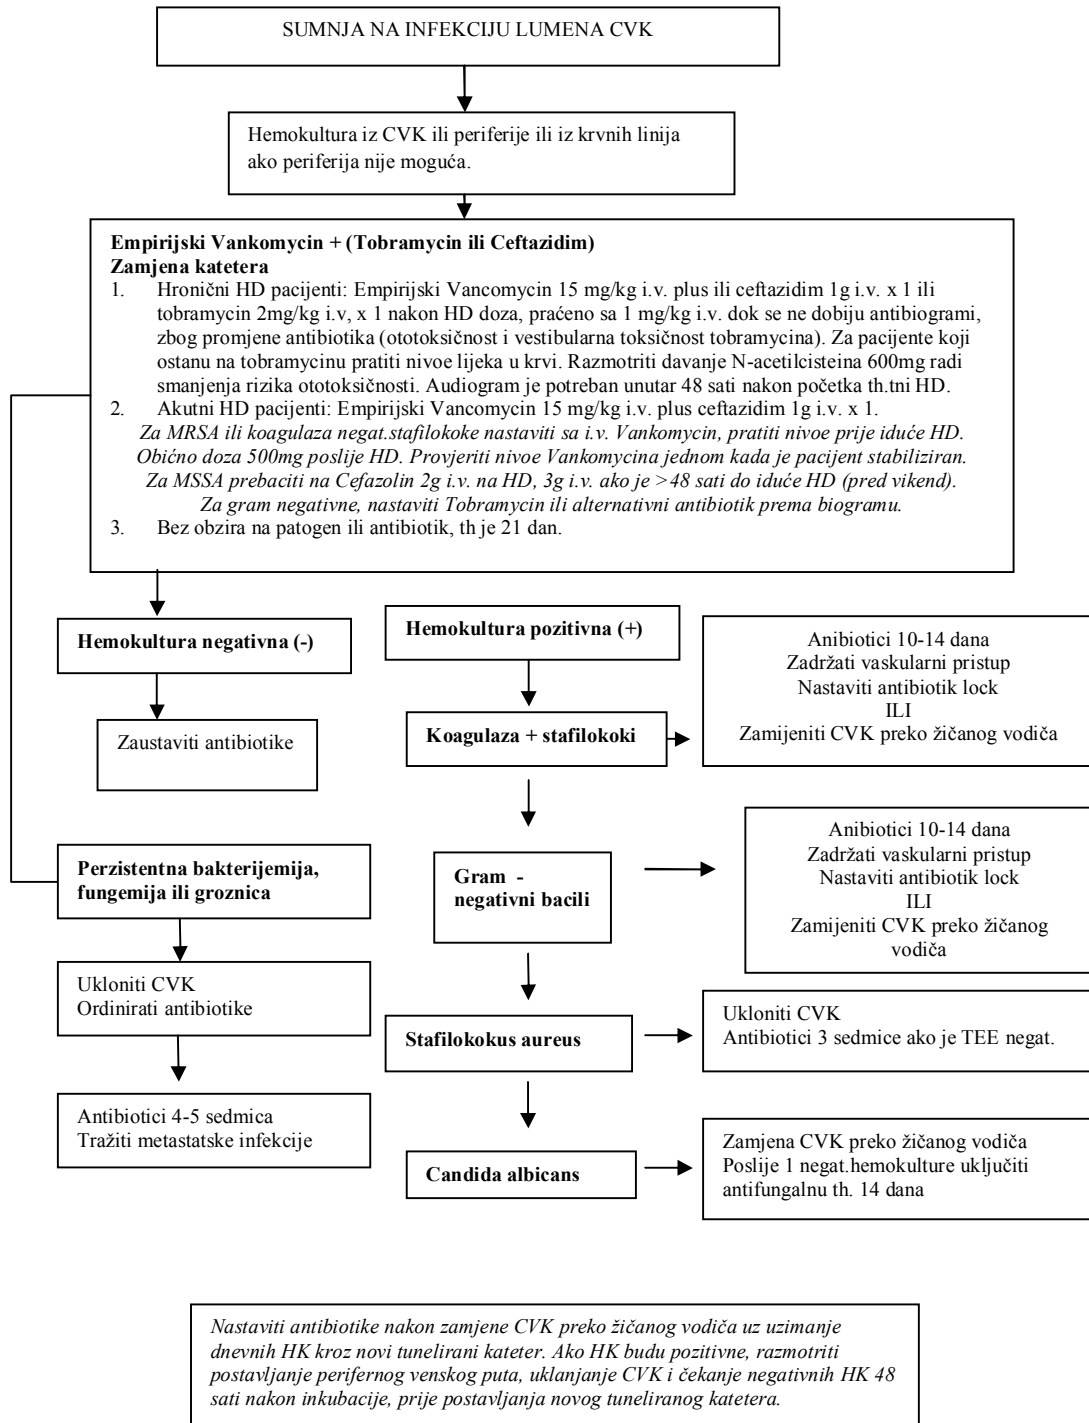 SUMNJA NA INFEKCIJU LUMENA CVK
Hemokultura iz CVK ili periferije ili iz krvnih linija
ako periferija nije moguća.
Empirijski Vankomycin + (Tobramycin ili Ceftazidim)
Zamjena katetera
1. Hronični HD pacijenti: Empirijski Vancomycin 15 mg/kg i.v. plus ili ceftazidim 1g i.v. x 1 ili
tobramycin 2mg/kg i.v, x 1 nakon HD doza, praćeno sa 1 mg/kg i.v. dok se ne dobiju antibiogrami,
zbog promjene antibiotika (ototoksičnost i vestibularna toksičnost tobramycina). Za pacijente koji
ostanu na tobramycinu pratiti nivoe lijeka u krvi. Razmotriti davanje N-acetilcisteina 600mg radi
smanjenja rizika ototoksičnosti. Audiogram je potreban unutar 48 sati nakon početka th.tni HD.
2. Akutni HD pacijenti: Empirijski Vancomycin 15 mg/kg i.v. plus ceftazidim 1g i.v. x 1.
Za MRSA ili koagulaza negat.stafilokoke nastaviti sa i.v. Vankomycin, pratiti nivoe prije iduće HD.
Obićno doza 500mg poslije HD. Provjeriti nivoe Vankomycina jednom kada je pacijent stabiliziran.
Za MSSA prebaciti na Cefazolin 2g i.v. na HD, 3g i.v. ako je >48 sati do iduće HD (pred vikend).
Za gram negativne, nastaviti Tobramycin ili alternativni antibiotik prema biogramu.
3. Bez obzira na patogen ili antibiotik, th je 21 dan.
Hemokultura negativna (-)
Zaustaviti antibiotike
Perzistentna bakterijemija,
fungemija ili groznica
Ukloniti CVK
Ordinirati antibiotike
Antibiotici 4-5 sedmica
Tražiti metastatske infekcije
Hemokultura pozitivna (+)
Koagulaza + stafilokoki
Anibiotici 10-14 dana
Zadržati vaskularni pristup
Nastaviti antibiotik lock
ILI
Zamijeniti CVK preko žičanog vodiča
Gram -
negativni bacili
Anibiotici 10-14 dana
Zadržati vaskularni pristup
Nastaviti antibiotik lock
ILI
Zamijeniti CVK preko žičanog
vodiča
Stafilokokus aureus
Ukloniti CVK
Antibiotici 3 sedmice ako je TEE negat.
Candida albicans
Zamjena CVK preko žičanog vodiča
Poslije 1 negat.hemokulture uključiti
antifungalnu th. 14 dana
Nastaviti antibiotike nakon zamjene CVK preko žičanog vodiča uz uzimanje
dnevnih HK kroz novi tunelirani kateter. Ako HK budu pozitivne, razmotriti
postavljanje perifernog venskog puta, uklanjanje CVK i čekanje negativnih HK 48
sati nakon inkubacije, prije postavljanja novog tuneliranog katetera.